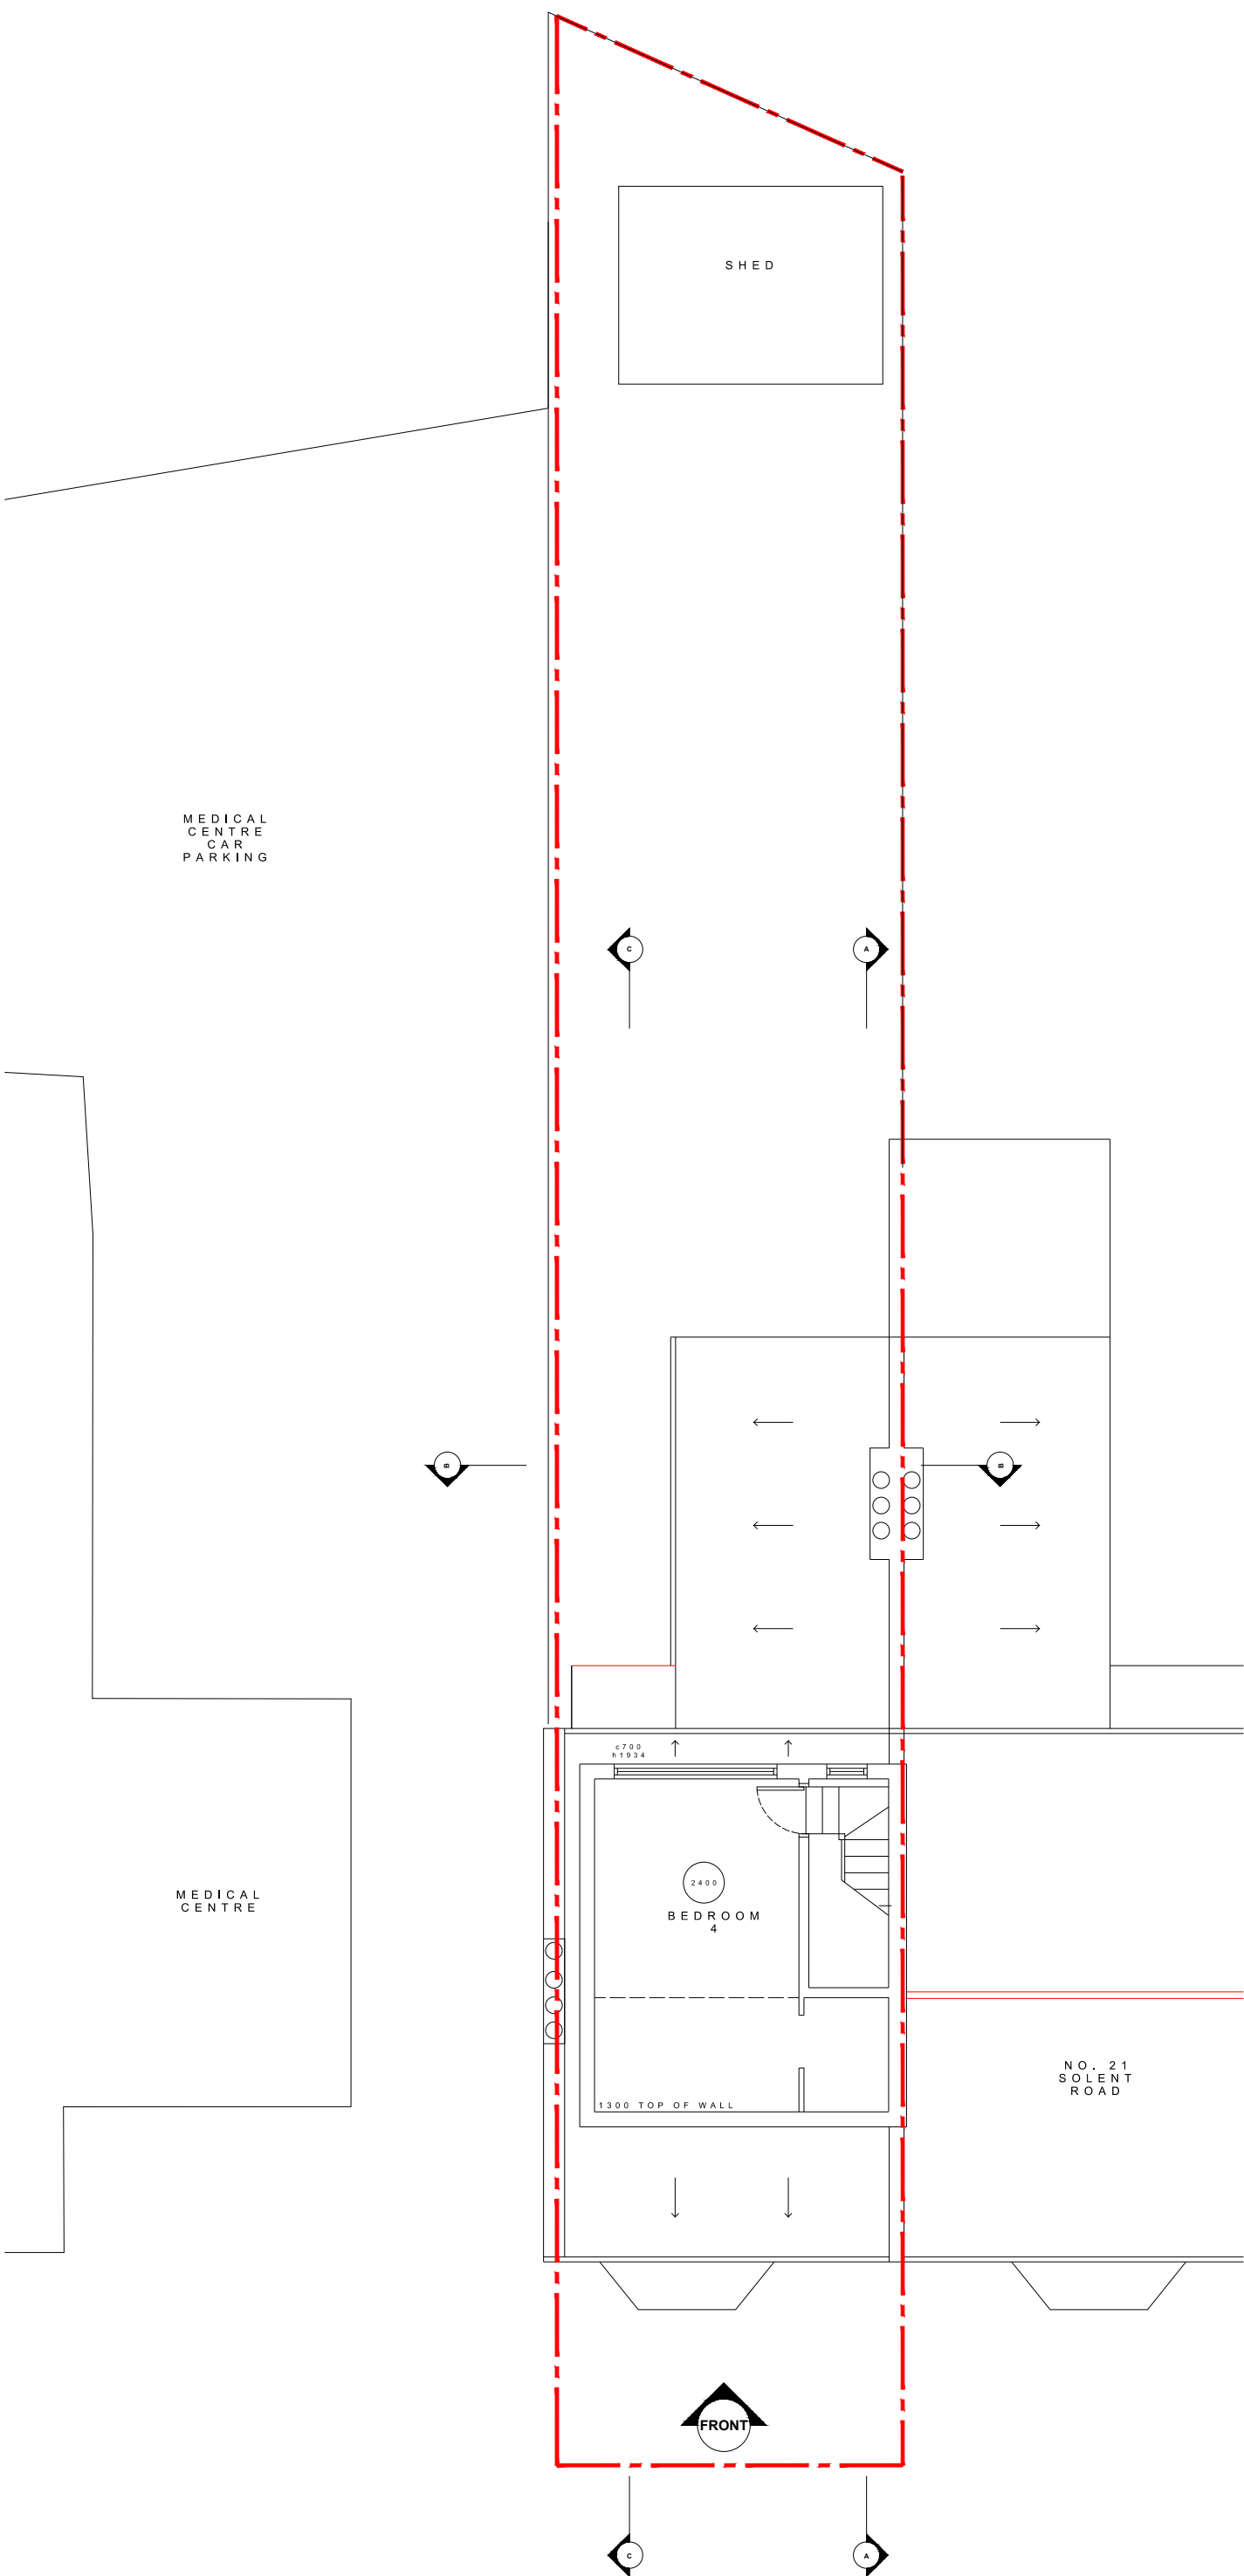 SHED
MEDICAL
CENTRE
CAR
PARKING
C
A
B
B
c700
h1934
2400
BEDROOM
4
MEDICAL
CENTRE
NO. 21
SOLENT
ROAD
1300 TOP OF WALL
FRONT
C
A